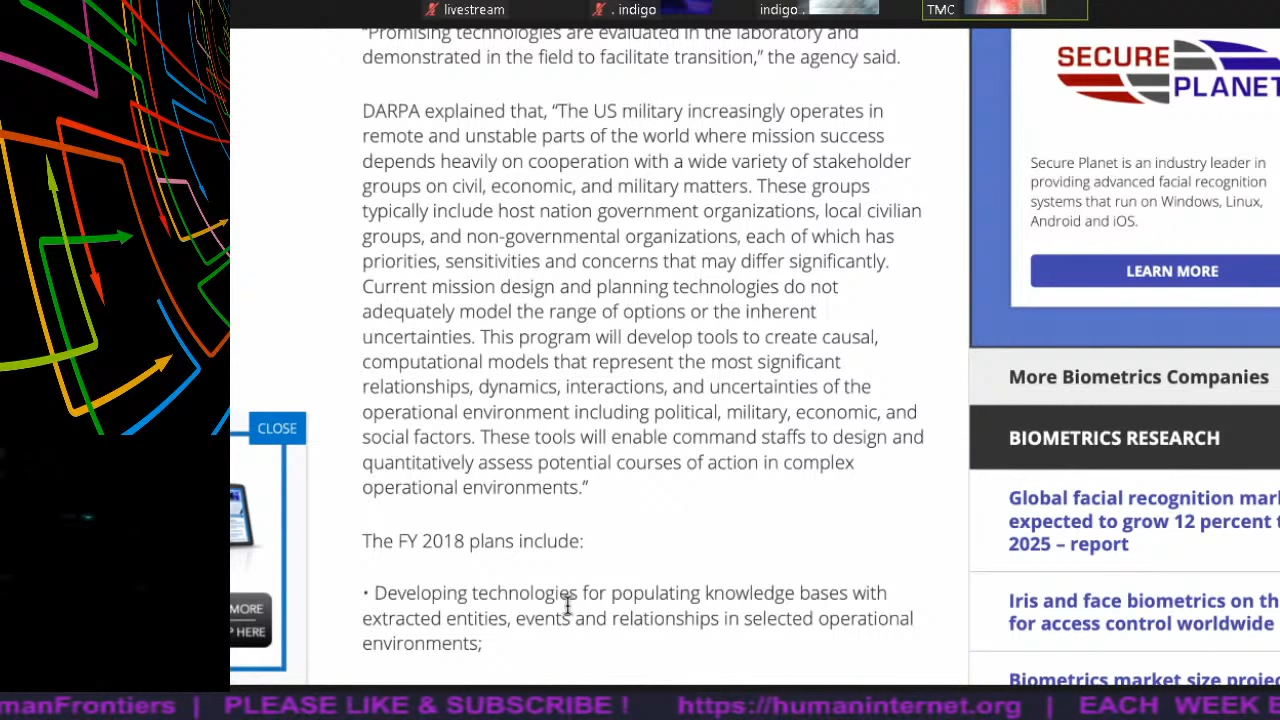 livestream
. indigo
indigo .
TMC
"Promising technologies are evaluated in the laboratory and
demonstrated in the field to facilitate transition,” the agency said.
DARPA explained that, “The US military increasingly operates in
remote and unstable parts of the world where mission success
depends heavily on cooperation with a wide variety of stakeholder
groups on civil, economic, and military matters. These groups
typically include host nation government organizations, local civilian
groups, and non-governmental organizations, each of which has
priorities, sensitivities and concerns that may differ significantly.
Current mission design and planning technologies do not
adequately model the range of options or the inherent
uncertainties. This program will develop tools to create causal,
computational models that represent the most significant
relationships, dynamics, interactions, and uncertainties of the
operational environment including political, military, economic, and
social factors. These tools will enable command staffs to design and
quantitatively assess potential courses of action in complex
operational environments.”
The FY 2018 plans include:
• Developing technologies for populating knowledge bases with
extracted entities, events and relationships in selected operational
environments;
CLOSE
MORE
HERE
SECURE
PLANET
Secure Planet is an industry leader in
providing advanced facial recognition
systems that run on Windows, Linux,
Android and iOS.
LEARN MORE
More Biometrics Companies
BIOMETRICS RESEARCH
Global facial recognition mar
expected to grow 12 percent
2025 – report
Iris and face biometrics on th
for access control worldwide
Biometrics market size proje
manFrontiers | PLEASE LIKE & SUBSCRIBE ! https://humaninternet.org | EACH WEEK